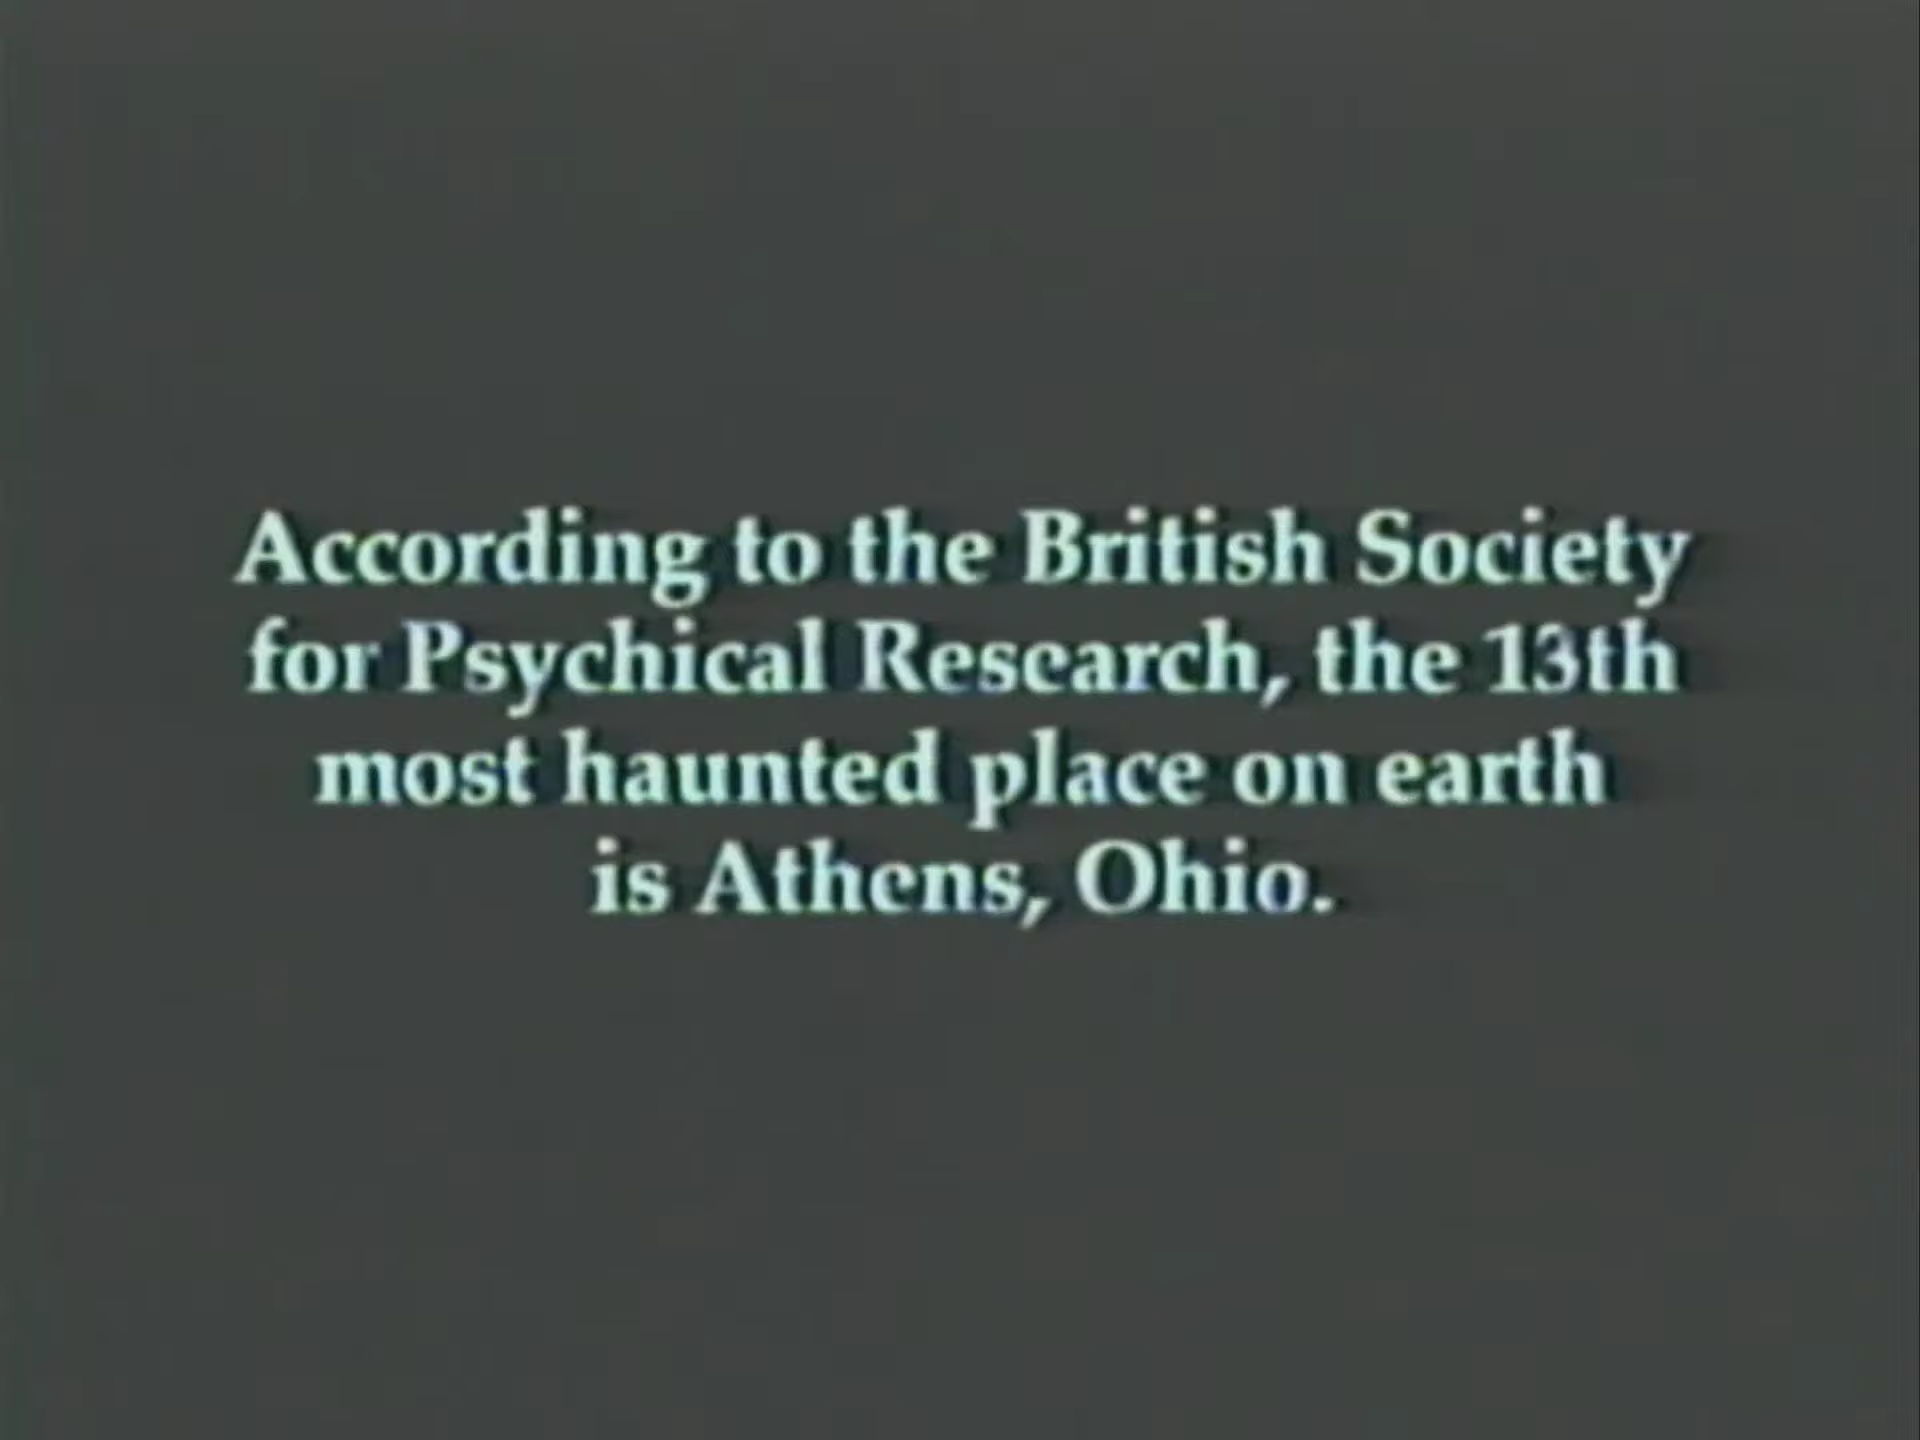 According to the British Society
for Psychical Research, the 13th
most haunted place on earth
is Athens, Ohio.